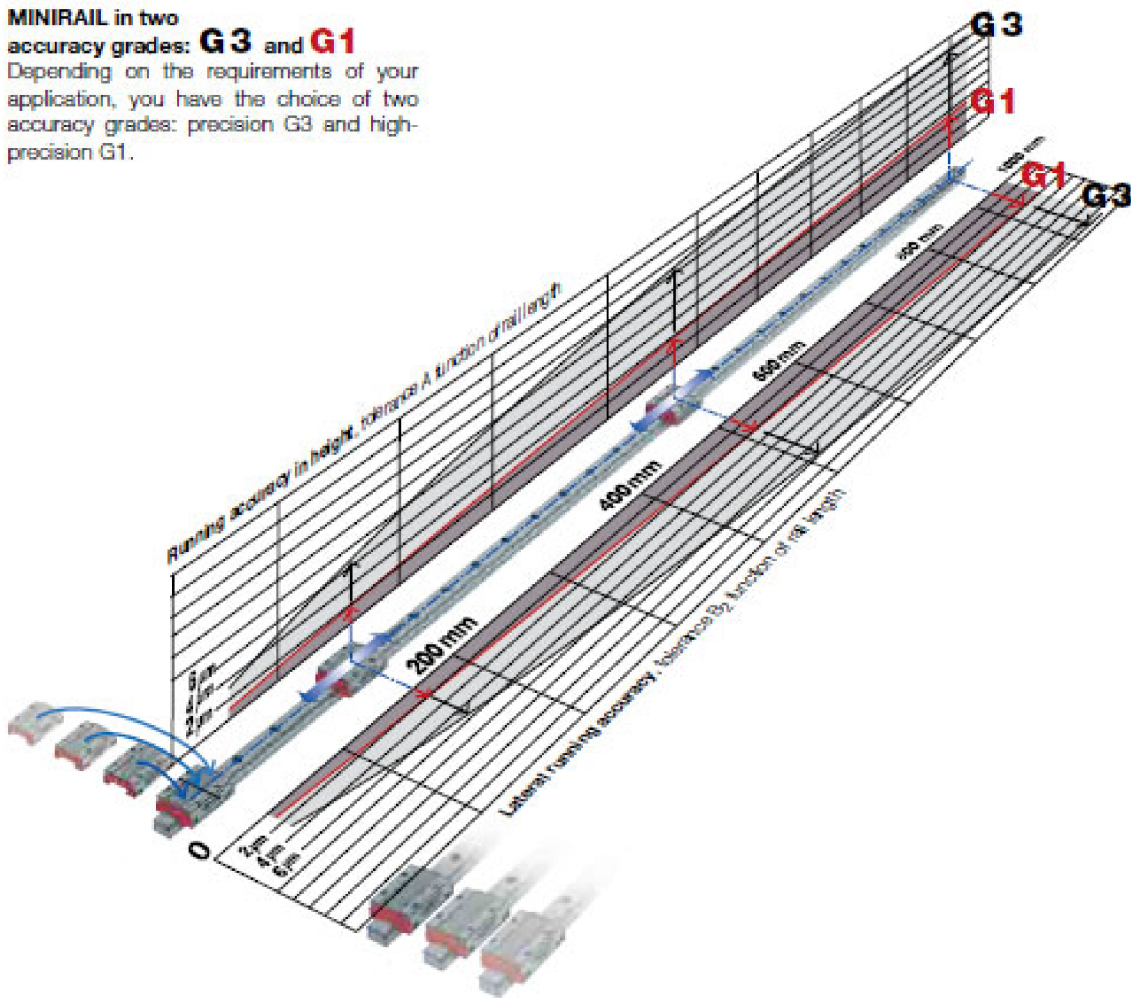 MINIRAIL in two
accuracy grades: G3 and G1
Depending on the requirements of your
application, you have the choice of two
accuracy grades: precision G3 and high-
precision G1.
G3
G1
1000 mm
G1
G3
800 mm
Running accuracy in height, tolerance A function of rail length
600 mm
400 mm
200 mm
Lateral running accuracy, tolerance B2 function of rail length
6 µm
4 µm
2 µm
0
2 µm
4 µm
6 µm